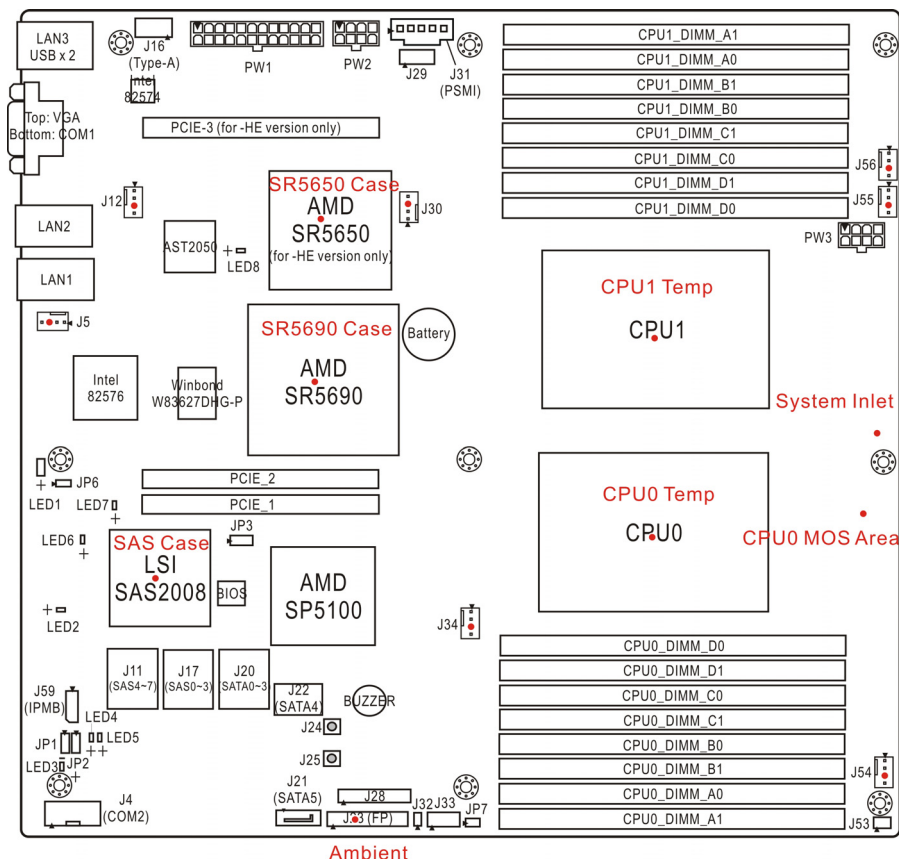 LAN3
USB x 2
J16
(Type-A)
Intel
82574
PW1
PW2
J29
J31
(PSMI)
CPU1_DIMM_A1
CPU1_DIMM_A0
CPU1_DIMM_B1
CPU1_DIMM_B0
CPU1_DIMM_C1
CPU1_DIMM_C0
CPU1_DIMM_D1
CPU1_DIMM_D0
Top: VGA
Bottom: COM1
PCIE-3 (for -HE version only)
J56
J55
PW3
J12
SR5650 Case
AMD
SR5650
(for -HE version only)
J30
LAN2
AST2050
LED8
LAN1
J5
SR5690 Case
AMD
SR5690
Battery
CPU1 Temp
CPU1
Intel
82576
Winbond
W83627DHG-P
System Inlet
JP6
LED1
LED7
PCIE_2
PCIE_1
CPU0 Temp
CPU0
CPU0 MOS Area
LED6
SAS Case
LSI
SAS2008
JP3
BIOS
AMD
SP5100
LED2
J34
J11
(SAS4~7)
J17
(SAS0~3)
J20
(SATA0~3)
J22
(SATA4)
BUZZER
CPU0_DIMM_D0
CPU0_DIMM_D1
CPU0_DIMM_C0
CPU0_DIMM_C1
CPU0_DIMM_B0
CPU0_DIMM_B1
CPU0_DIMM_A0
CPU0_DIMM_A1
J59
(IPMB)
LED4
LED5
J24
JP1
JP2
LED3
J25
J54
J4
(COM2)
J21
(SATA5)
J28
J23 (FP)
J32
J33
JP7
J53
Ambient